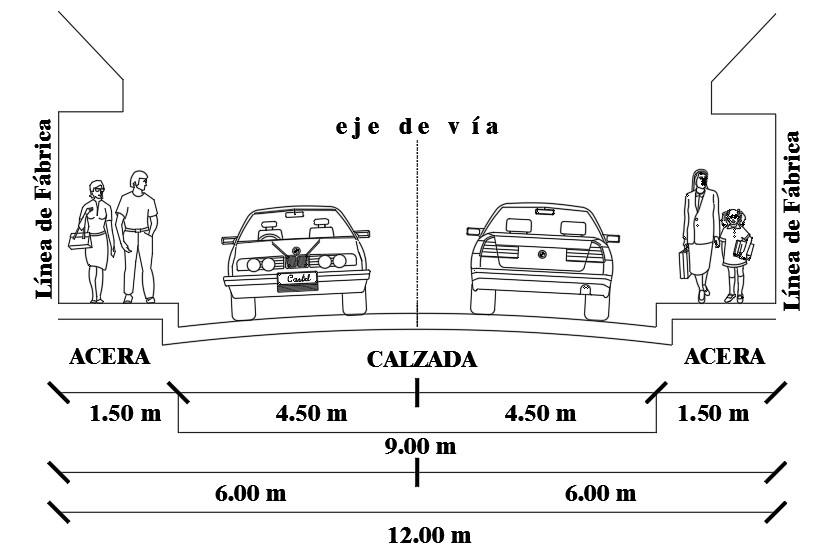 eje de vía
Línea de Fábrica
Línea de Fábrica
Castel
ACERA
CALZADA
ACERA
1.50 m
4.50 m
4.50 m
1.50 m
9.00 m
6.00 m
6.00 m
12.00 m